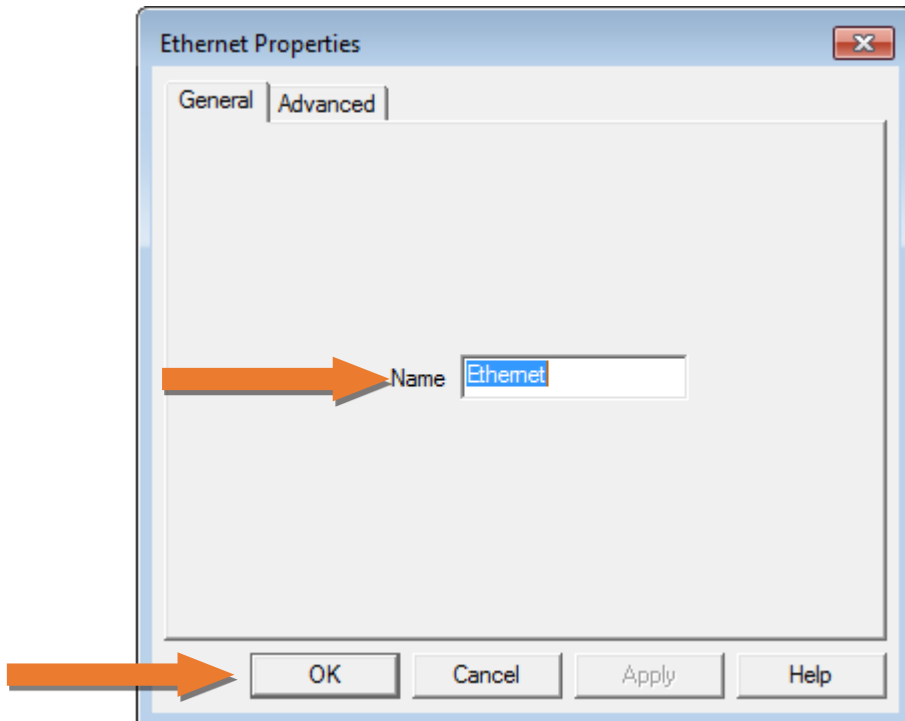 Ethernet Properties
General Advanced
Name Ethernet
OK Cancel Apply Help